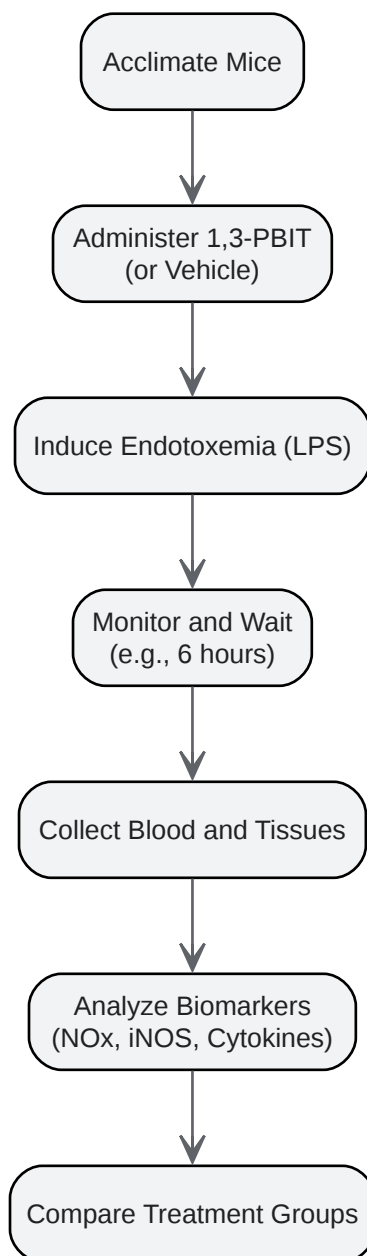 Acclimate Mice
Administer 1,3-PBIT
(or Vehicle)
Induce Endotoxemia (LPS)
Monitor and Wait
(e.g., 6 hours)
Collect Blood and Tissues
Analyze Biomarkers
(NOx, iNOS, Cytokines)
Compare Treatment Groups